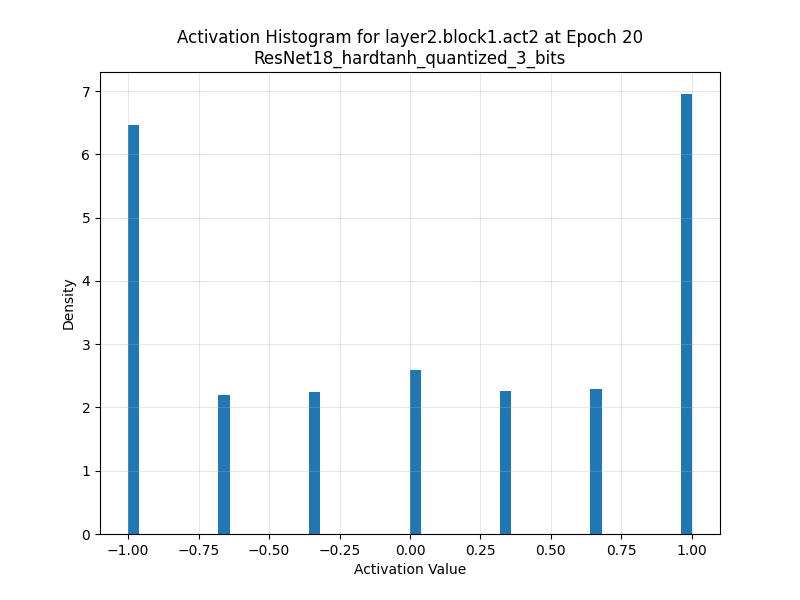 Activation Histogram for layer2.block1.act2 at Epoch 20
ResNet18_hardtanh_quantized_3_bits
7
6
5
4
3
2
1
0
Density
−1.00 −0.75 −0.50 −0.25 0.00 0.25 0.50 0.75 1.00
Activation Value